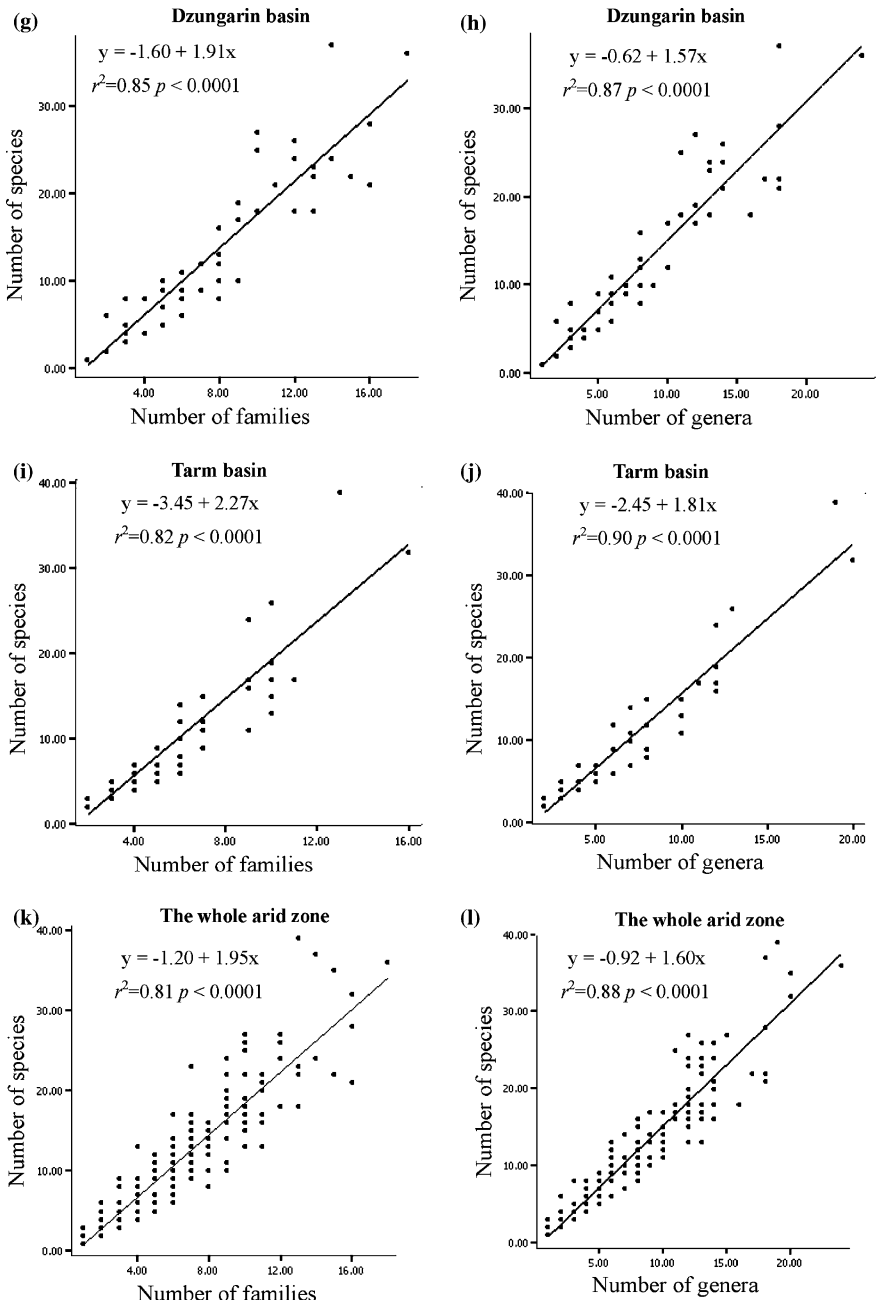 (g)
Dzungarin basin
y = -1.60 + 1.91x
r²=0.85 p < 0.0001
30.00
20.00
10.00
0.00
4.00 8.00 12.00 16.00
Number of species
Number of families
(h)
Dzungarin basin
y = -0.62 + 1.57x
r²=0.87 p < 0.0001
30.00
20.00
10.00
0.00
5.00 10.00 15.00 20.00
Number of species
Number of genera
(i)
Tarm basin
y = -3.45 + 2.27x
r²=0.82 p < 0.0001
40.00
30.00
20.00
10.00
0.00
4.00 8.00 12.00 16.00
Number of species
Number of families
(j)
Tarm basin
y = -2.45 + 1.81x
r²=0.90 p < 0.0001
40.00
30.00
20.00
10.00
0.00
5.00 10.00 15.00 20.00
Number of species
Number of genera
(k)
The whole arid zone
y = -1.20 + 1.95x
r²=0.81 p < 0.0001
40.00
30.00
20.00
10.00
0.00
4.00 8.00 12.00 16.00
Number of species
Number of families
(l)
The whole arid zone
y = -0.92 + 1.60x
r²=0.88 p < 0.0001
40.00
30.00
20.00
10.00
0.00
5.00 10.00 15.00 20.00
Number of species
Number of genera